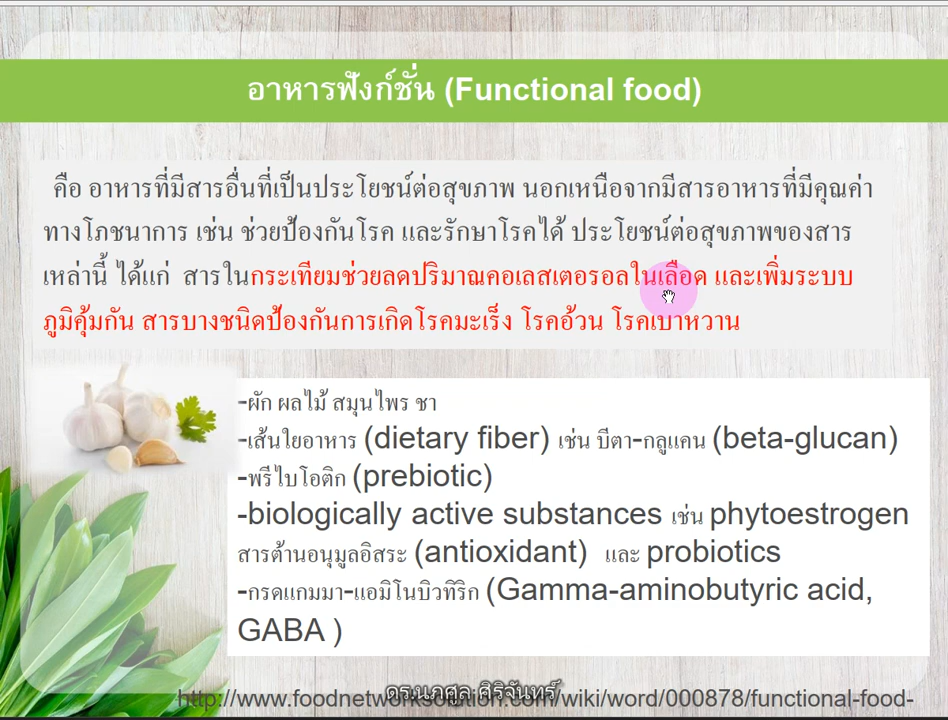 อาหารฟังก์ชั่น (Functional food)
คือ อาหารที่มีสารอื่นที่เป็นประโยชน์ต่อสุขภาพ นอกเหนือจากมีสารอาหารที่มีคุณค่า
ทางโภชนาการ เช่น ช่วยป้องกันโรค และรักษาโรคได้ ประโยชน์ต่อสุขภาพของสาร
เหล่านี้ ได้แก่ สารในกระเทียมช่วยลดปริมาณคอเลสเตอรอลในเลือด และเพิ่มระบบ
ภูมิคุ้มกัน สารบางชนิดป้องกันการเกิดโรคมะเร็ง โรคอ้วน โรคเบาหวาน
-ผัก ผลไม้ สมุนไพร ชา
-เส้นใยอาหาร (dietary fiber) เช่น บีตา-กลูแคน (beta-glucan)
-พรีไบโอติก (prebiotic)
-biologically active substances เช่น phytoestrogen
สารต้านอนุมูลอิสระ (antioxidant) และ probiotics
-กรดแกมมา-แอมิโนบิวทิริก (Gamma-aminobutyric acid,
GABA )
ดร.นภศูล ศิริจันทร์
http://www.foodnetworksolution.com/wiki/word/000878/functional-food-